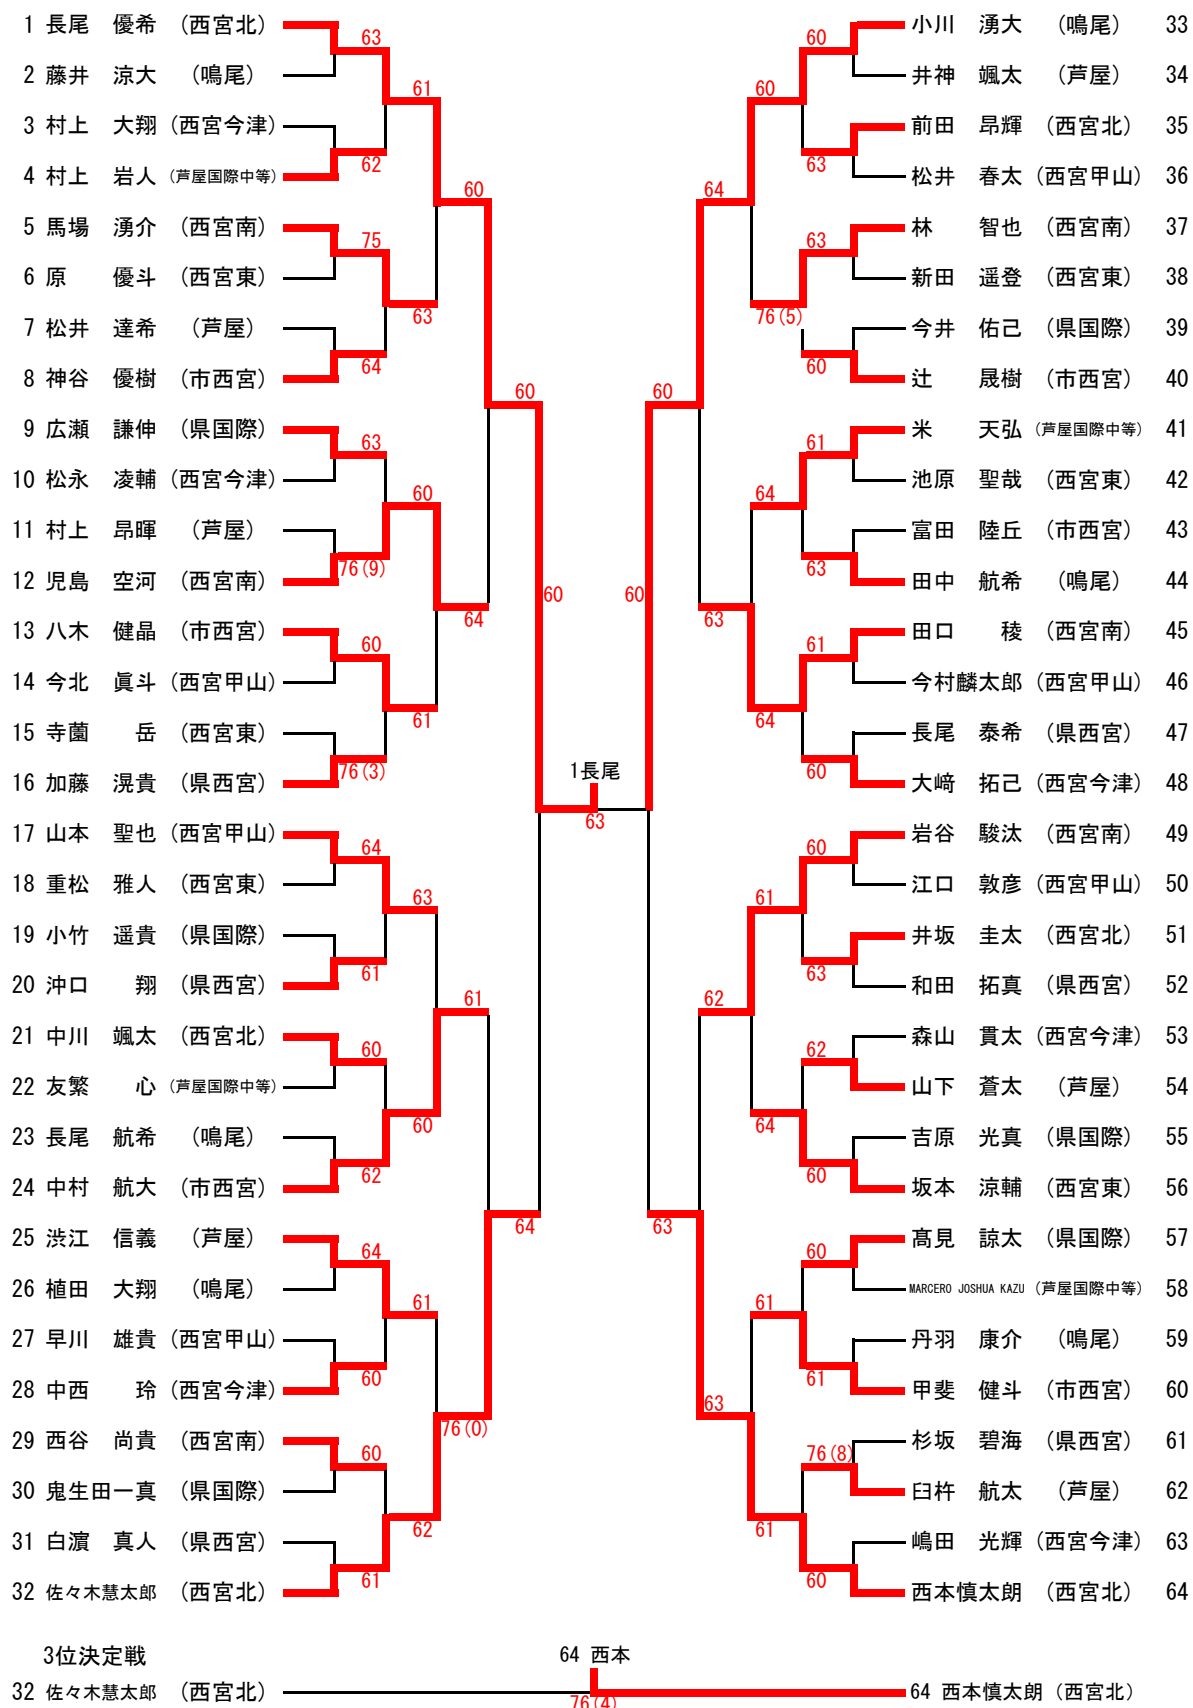 1 長尾 優希 (西宮北)
2 藤井 涼大 (鳴尾)
3 村上 大翔 (西宮今津)
4 村上 岩人 (芦屋国際中等)
5 馬場 湧介 (西宮南)
6 原 優斗 (西宮東)
7 松井 達希 (芦屋)
8 神谷 優樹 (市西宮)
9 広瀬 謙伸 (県国際)
10 松永 凌輔 (西宮今津)
11 村上 昂暉 (芦屋)
12 児島 空河 (西宮南)
13 八木 健晶 (市西宮)
14 今北 眞斗 (西宮甲山)
15 寺薗 岳 (西宮東)
16 加藤 滉貴 (県西宮)
17 山本 聖也 (西宮甲山)
18 重松 雅人 (西宮東)
19 小竹 遥貴 (県国際)
20 沖口 翔 (県西宮)
21 中川 颯太 (西宮北)
22 友繁 心 (芦屋国際中等)
23 長尾 航希 (鳴尾)
24 中村 航大 (市西宮)
25 渋江 信義 (芦屋)
26 植田 大翔 (鳴尾)
27 早川 雄貴 (西宮甲山)
28 中西 玲 (西宮今津)
29 西谷 尚貴 (西宮南)
30 鬼生田一真 (県国際)
31 白濵 真人 (県西宮)
32 佐々木慧太郎 (西宮北)
63
62
75
64
63
76(9)
60
76(3)
64
61
60
62
64
60
60
61
61
63
60
61
63
60
61
62
60
64
61
76(0)
60
64
60
1長尾
63
60
60
63
64
63
62
63
60
76(5)
64
64
61
64
61
61
60
63
63
60
61
63
61
60
60
63
62
60
60
61
76(8)
60
小川 湧大 (鳴尾) 33
井神 颯太 (芦屋) 34
前田 昂輝 (西宮北) 35
松井 春太 (西宮甲山) 36
林 智也 (西宮南) 37
新田 遥登 (西宮東) 38
今井 佑己 (県国際) 39
辻 晟樹 (市西宮) 40
米 天弘 (芦屋国際中等) 41
池原 聖哉 (西宮東) 42
富田 陸丘 (市西宮) 43
田中 航希 (鳴尾) 44
田口 稜 (西宮南) 45
今村麟太郎 (西宮甲山) 46
長尾 泰希 (県西宮) 47
大﨑 拓己 (西宮今津) 48
岩谷 駿汰 (西宮南) 49
江口 敦彦 (西宮甲山) 50
井坂 圭太 (西宮北) 51
和田 拓真 (県西宮) 52
森山 貫太 (西宮今津) 53
山下 蒼太 (芦屋) 54
吉原 光真 (県国際) 55
坂本 涼輔 (西宮東) 56
髙見 諒太 (県国際) 57
MARCERO JOSHUA KAZU (芦屋国際中等) 58
丹羽 康介 (鳴尾) 59
甲斐 健斗 (市西宮) 60
杉坂 碧海 (県西宮) 61
臼杵 航太 (芦屋) 62
嶋田 光輝 (西宮今津) 63
西本慎太朗 (西宮北) 64
3位決定戦
64 西本
32 佐々木慧太郎 (西宮北)
76(4)
64 西本慎太朗 (西宮北)